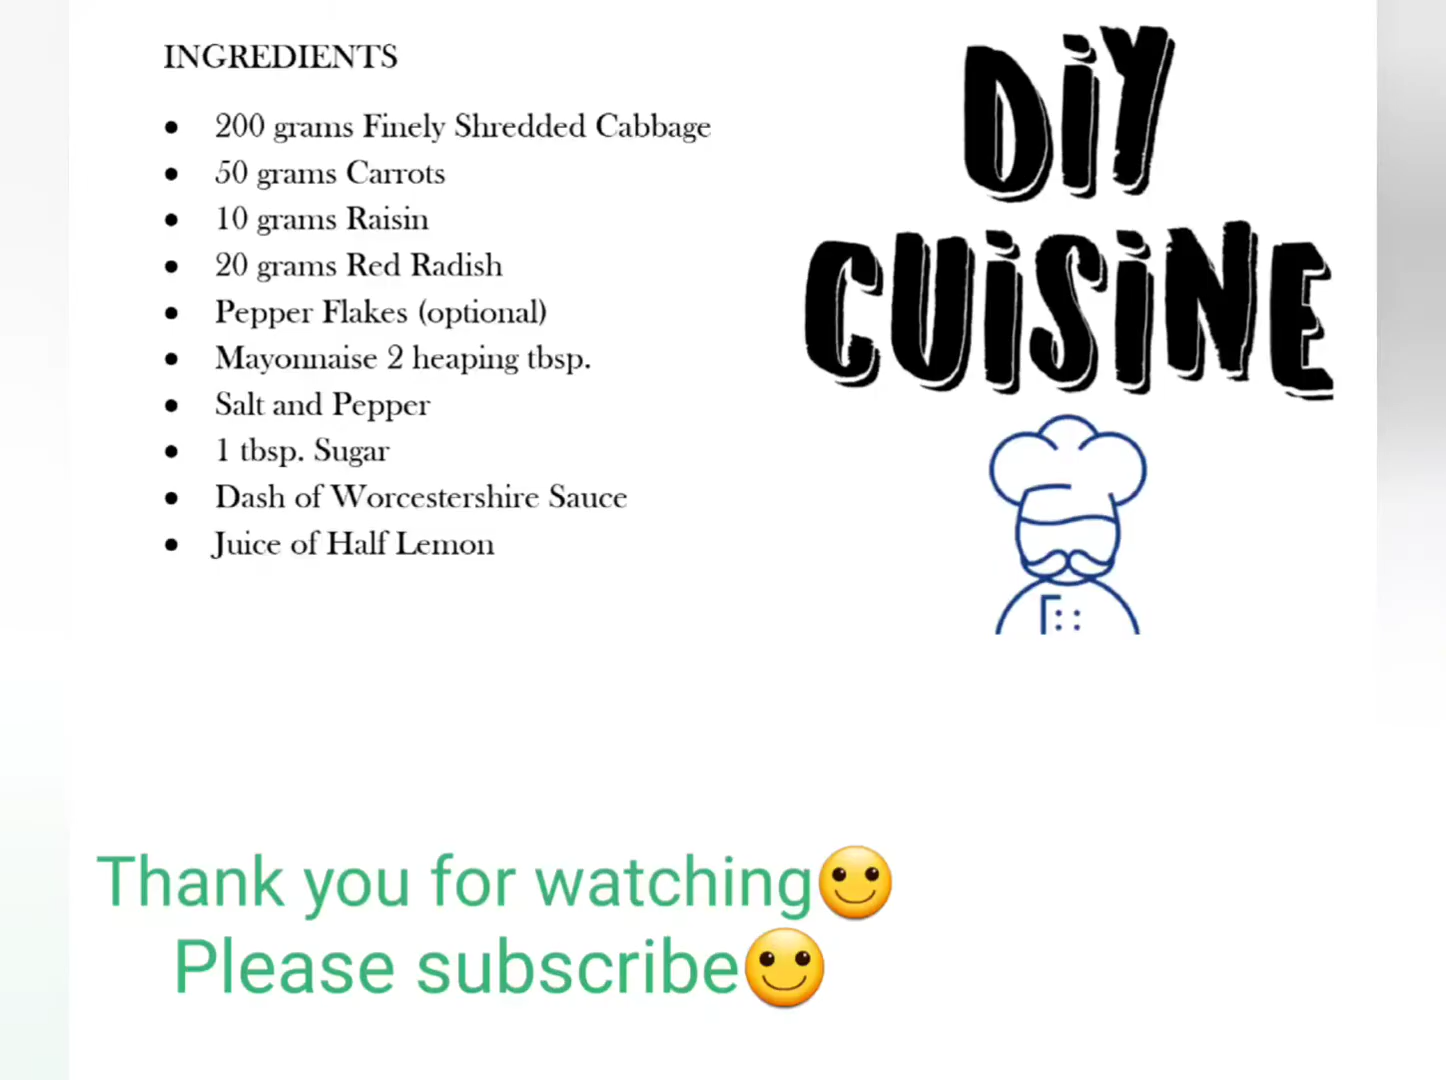 INGREDIENTS
• 200 grams Finely Shredded Cabbage
• 50 grams Carrots
• 10 grams Raisin
• 20 grams Red Radish
• Pepper Flakes (optional)
• Mayonnaise 2 heaping tbsp.
• Salt and Pepper
• 1 tbsp. Sugar
• Dash of Worcestershire Sauce
• Juice of Half Lemon
DiY
CUiSiNE
Thank you for watching🙂
Please subscribe🙂